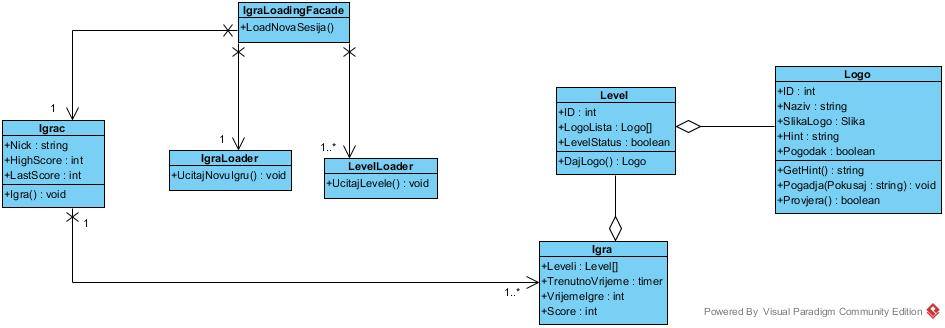 IgraLoadingFacade
+LoadNovaSesija()
1
Igrac
+Nick : string
+HighScore : int
+LastScore : int
+Igra() : void
1
IgraLoader
+UcitajNovuIgru() : void
1..*
LevelLoader
+UcitajLevele() : void
Level
+ID : int
+LogoLista : Logo[]
+LevelStatus : boolean
+DajLogo() : Logo
Logo
+ID : int
+Naziv : string
+SlikaLogo : Slika
+Hint : string
+Pogodak : boolean
+GetHint() : string
+Pogadja(Pokusaj : string) : void
+Provjera() : boolean
1
1..*
Igra
+Leveli : Level[]
+TrenutnoVrijeme : timer
+VrijemeIgre : int
+Score : int
Powered By Visual Paradigm Community Edition